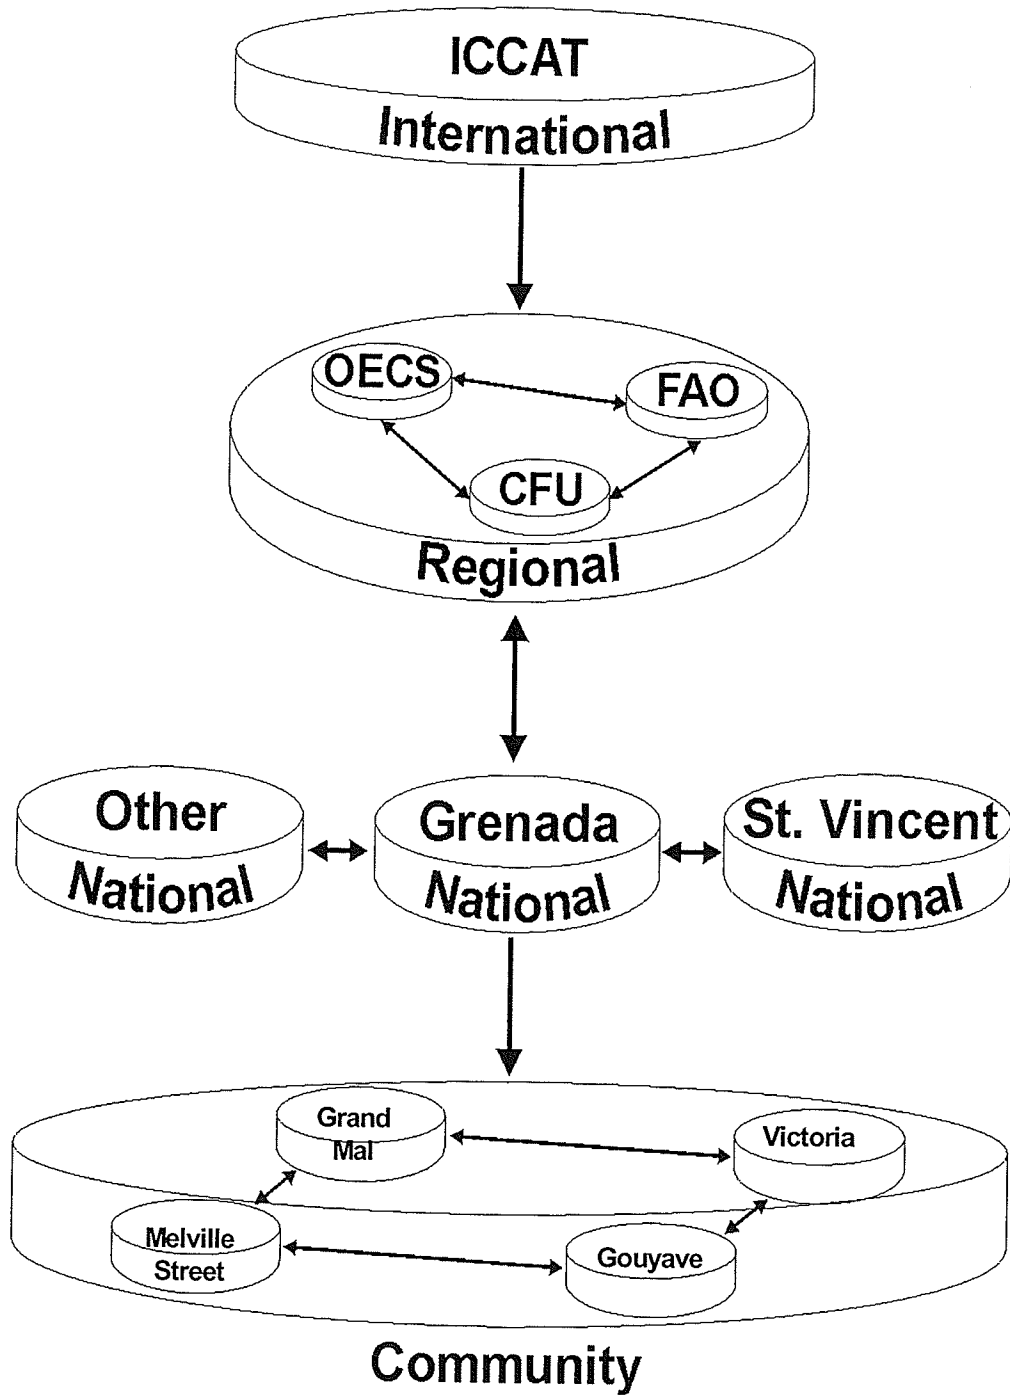 ICCAT
International
OECS
FAO
CFU
Regional
Other
National
Grenada
National
St. Vincent
National
Grand
Mal
Victoria
Melville
Street
Gouyave
Community